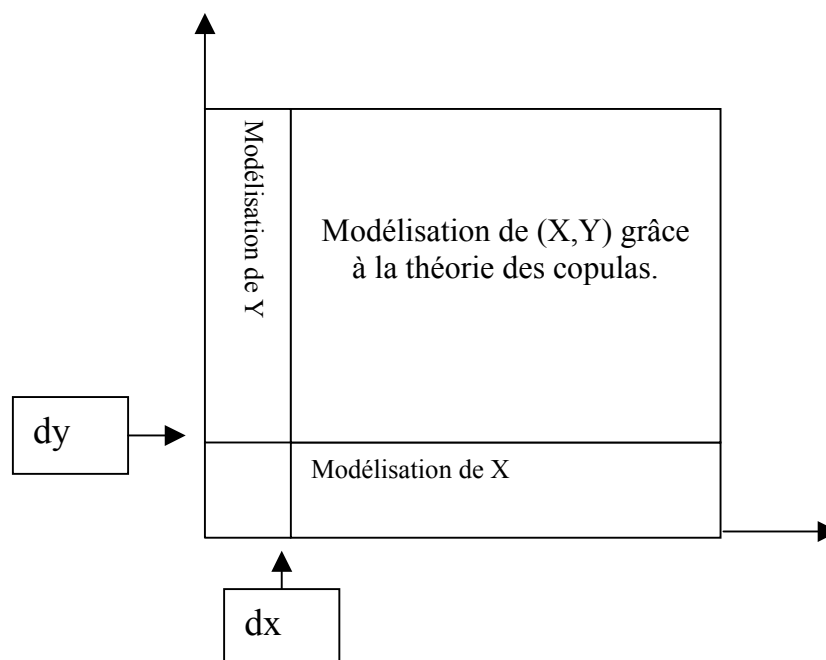 Modélisation de Y
Modélisation de (X,Y) grâce
à la théorie des copulas.
dy
Modélisation de X
dx